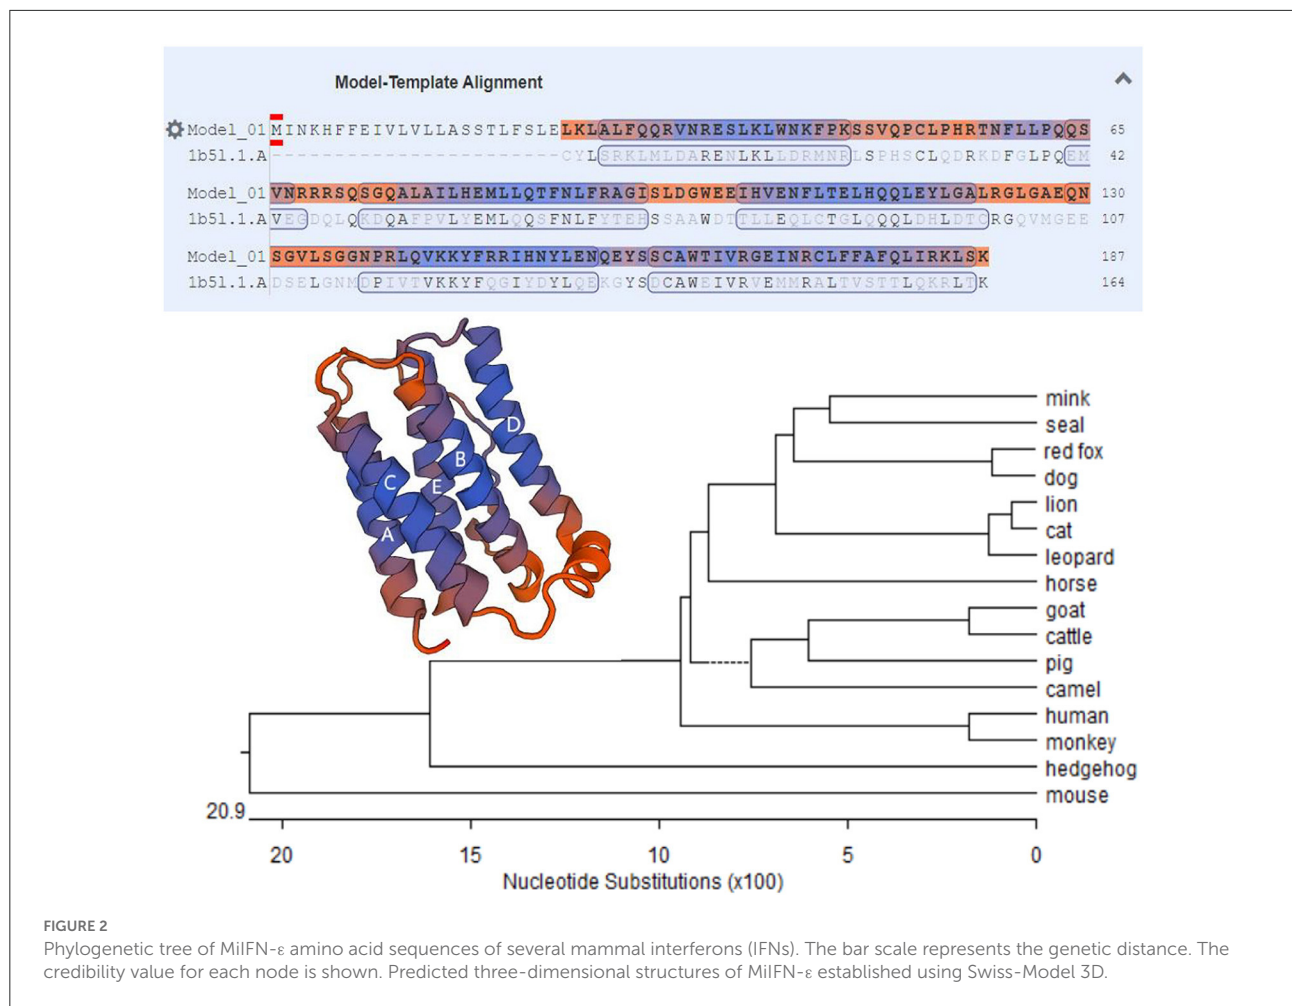 Model-Template Alignment
Model_01 MINKHFFEIVLVLLASSTLFSLELKLALFQQRVNRESLKLWNKFPKSSVQPCLPHRTNFLLPQQS 65
1b5l.1.A -----------------------CYLSRKLMLDARENLKLLDRMNRLSPHSCLQDRKDFGLPQEM 42
Model_01 VNRRRSQSGQALAILHEMLLQTFNLFRAGISLDGWEEIHVENFLTELHQQLEYLGALRGLGAEQN 130
1b5l.1.A VEGDQLQKDQAFPVLYEMLQQSFNLFYTEHSSAAWDTTLLEQLCTGLQQQLDHLDTCRGQVMGEE 107
Model_01 SGVLSGGNPRLQVKKYFRRIHNYLENQEYSSCAWTIVRGEINRCLFFAFQLIRKLSK 187
1b5l.1.A DSELGNMDPIVTVKKYFQGIYDYLQEKGYSDCAWEIVRVEMMRALTVSTTLQKRLTK 164
D
B
C
E
A
mink
seal
red fox
dog
lion
cat
leopard
horse
goat
cattle
pig
camel
human
monkey
hedgehog
mouse
20.9
20 15 10 5 0
Nucleotide Substitutions (x100)
FIGURE 2
Phylogenetic tree of MiIFN-ε amino acid sequences of several mammal interferons (IFNs). The bar scale represents the genetic distance. The
credibility value for each node is shown. Predicted three-dimensional structures of MiIFN-ε established using Swiss-Model 3D.